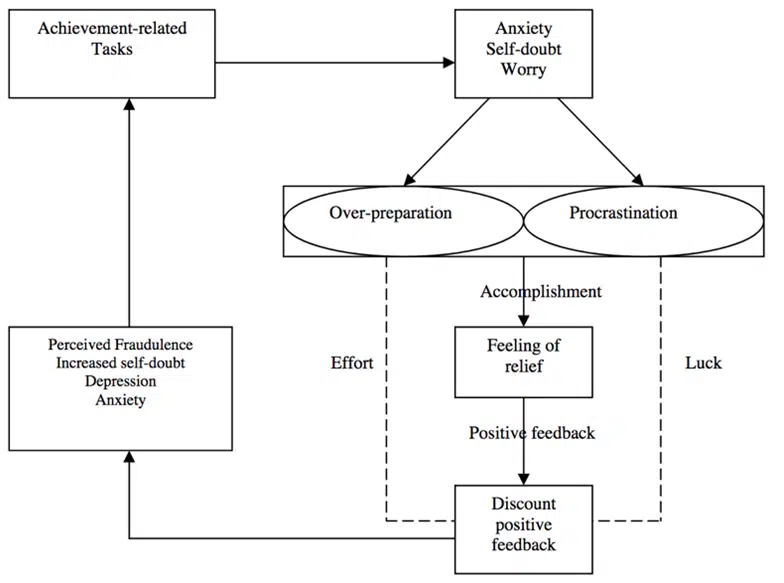 Achievement-related
Tasks
Anxiety
Self-doubt
Worry
Over-preparation
Procrastination
Accomplishment
Feeling of
relief
Effort
Luck
Perceived Fraudulence
Increased self-doubt
Depression
Anxiety
Positive feedback
Discount
positive
feedback